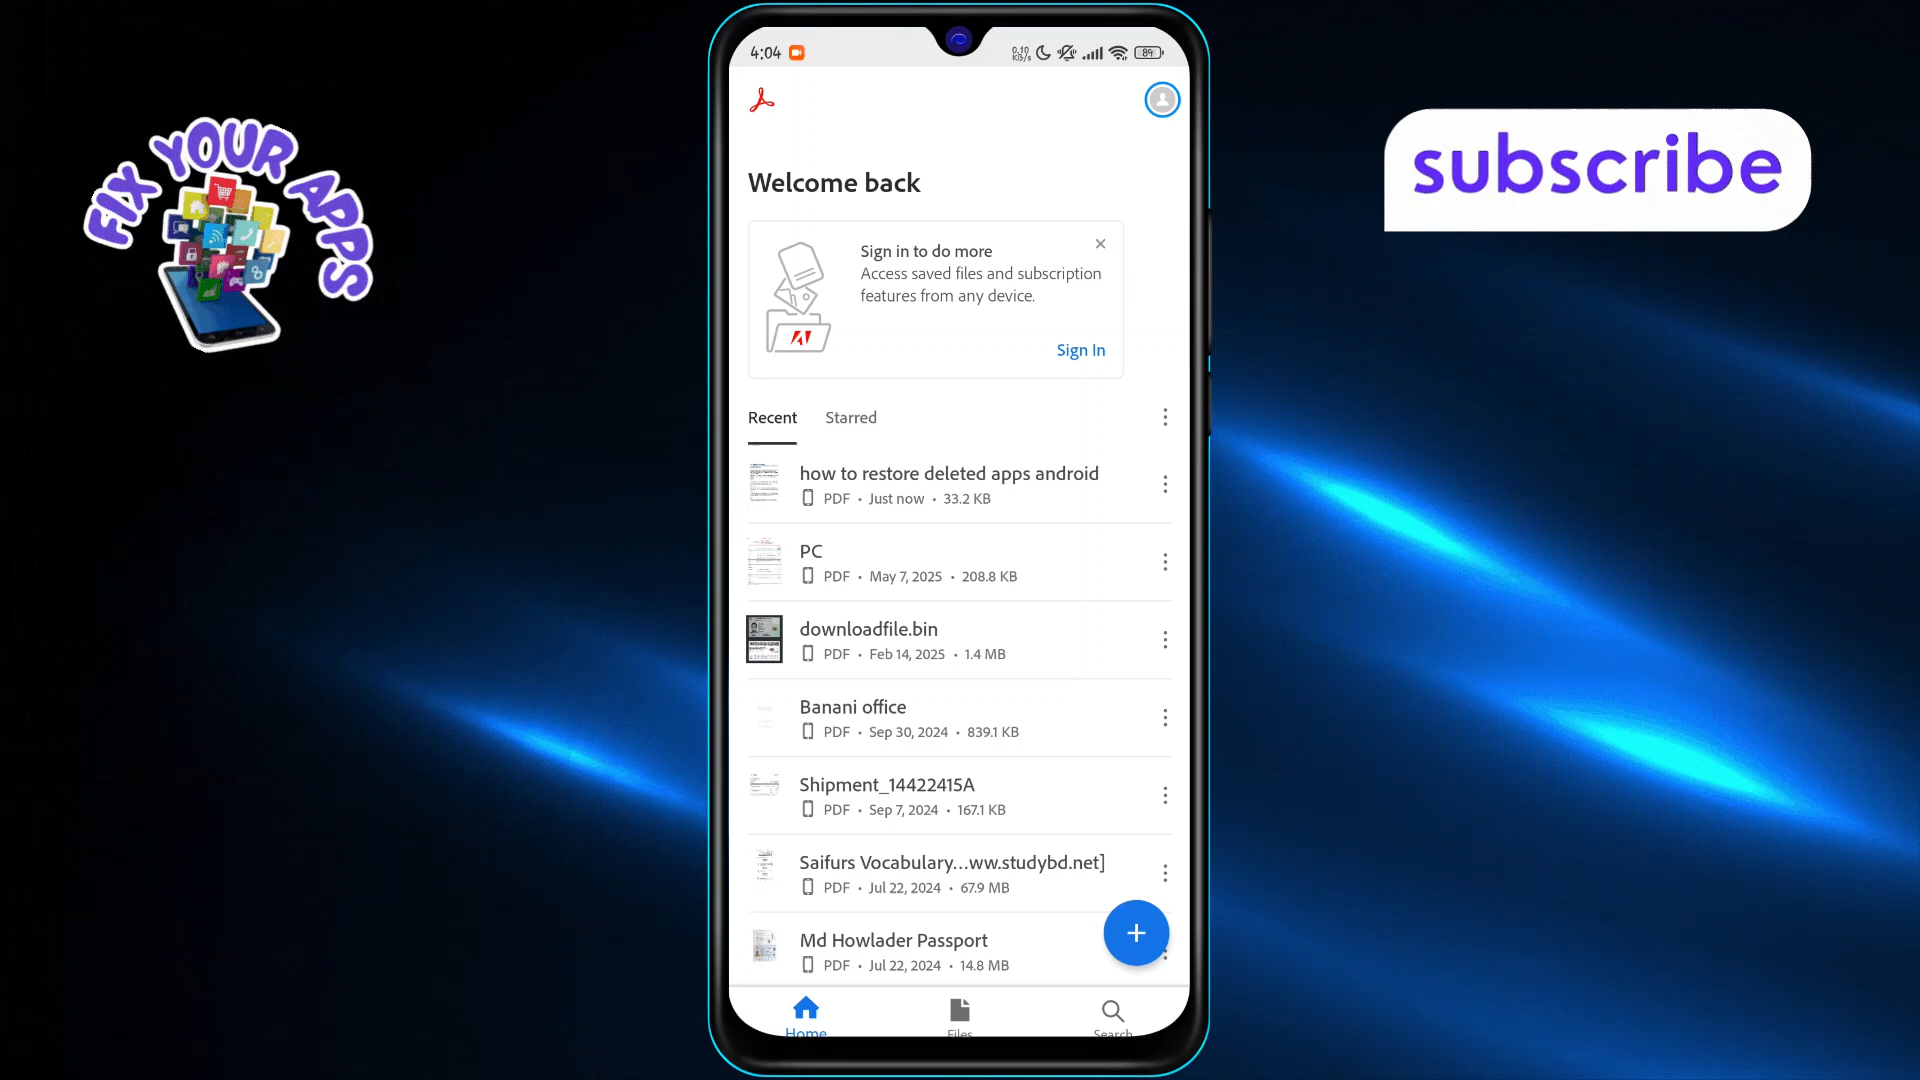 FIX YOUR APPS
subscribe
4:04
0.10
KB/s
89
Welcome back
Sign in to do more
Access saved files and subscription
features from any device.
Sign In
Recent Starred
how to restore deleted apps android
PDF • Just now • 33.2 KB
PC
PDF • May 7, 2025 • 208.8 KB
downloadfile.bin
PDF • Feb 14, 2025 • 1.4 MB
Banani office
PDF • Sep 30, 2024 • 839.1 KB
Shipment_14422415A
PDF • Sep 7, 2024 • 167.1 KB
Saifurs Vocabulary...ww.studybd.net]
PDF • Jul 22, 2024 • 67.9 MB
Md Howlader Passport
PDF • Jul 22, 2024 • 14.8 MB
Home Files Search